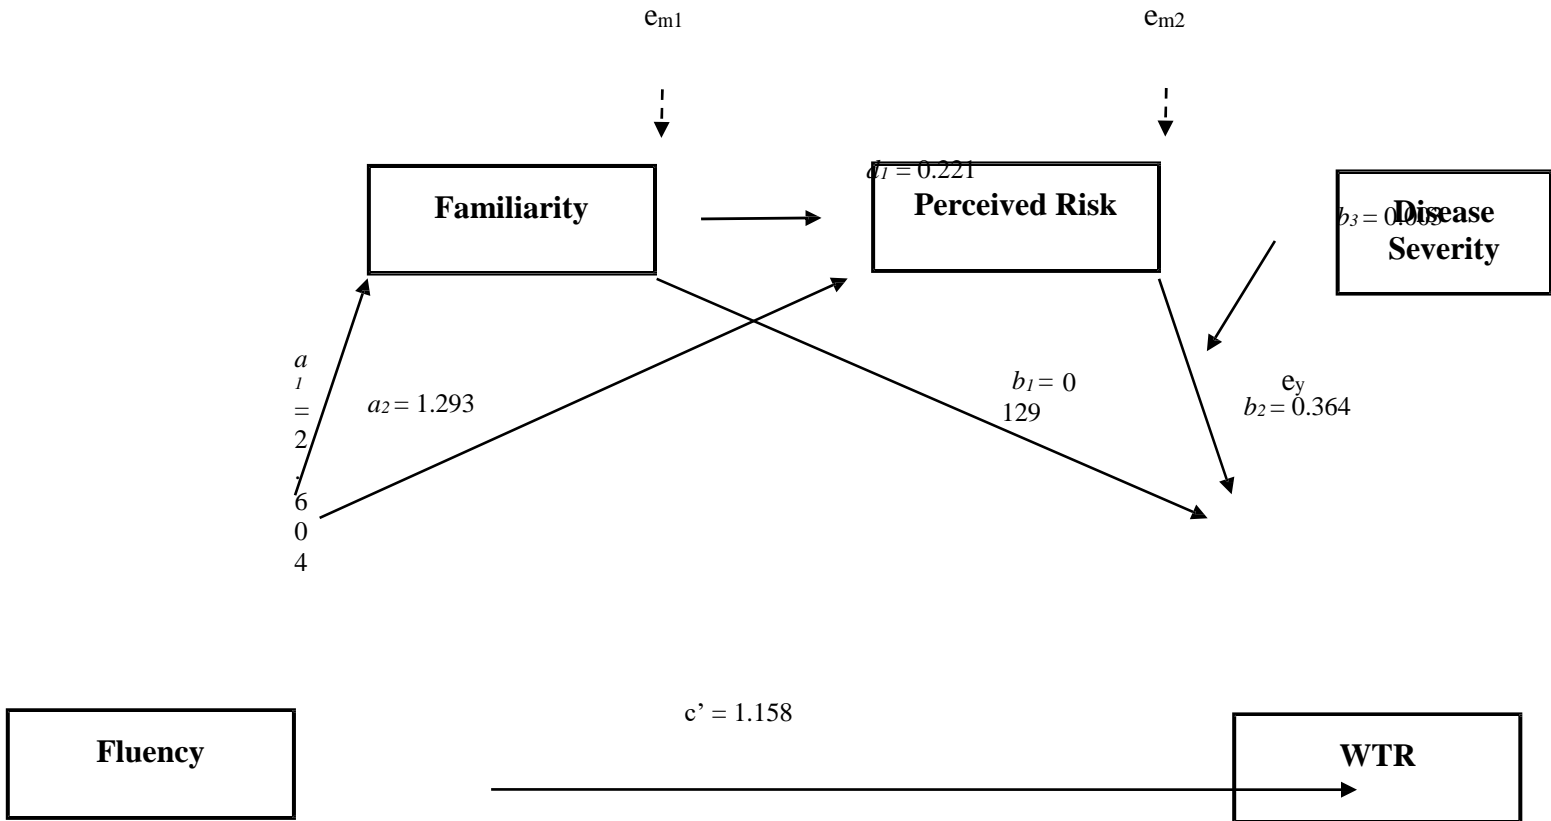 em1
em2
d1 = 0.221
Familiarity
Perceived Risk
Disease
Severity
a
1
=
2
.
6
0
4
a2 = 1.293
b1 = 0
129
ey
b2 = 0.364
c’ = 1.158
Fluency
WTR